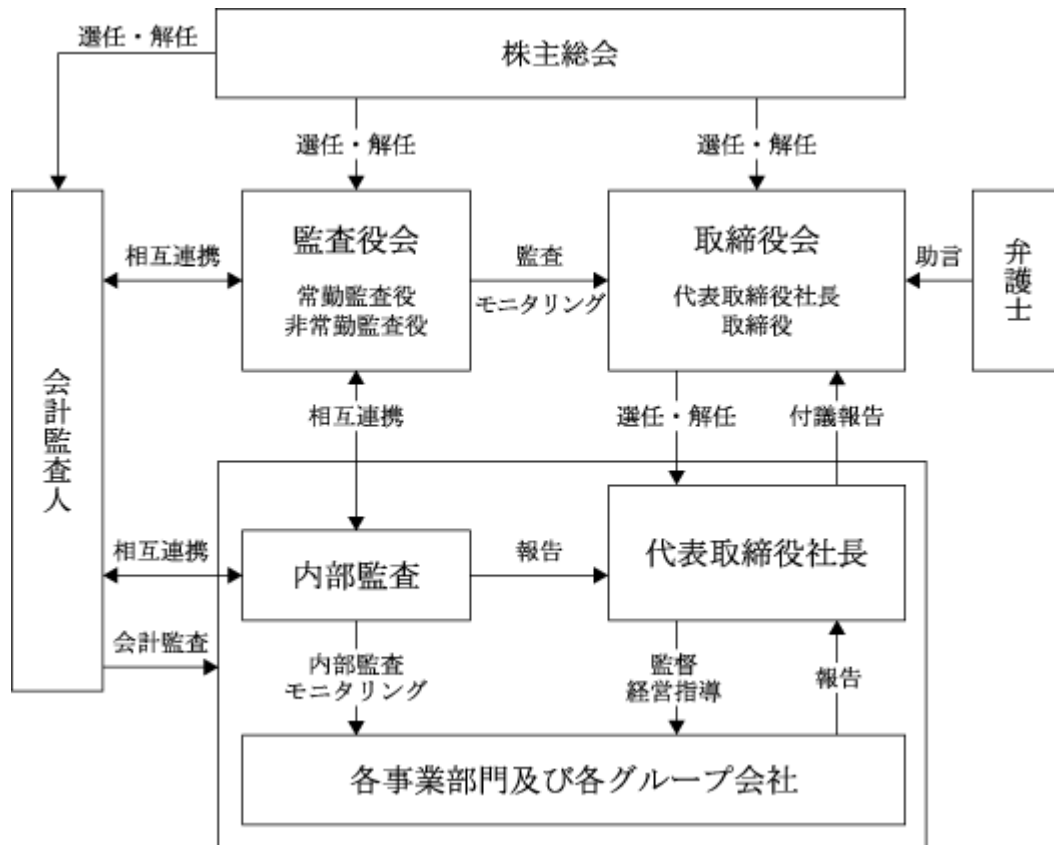 株主総会
選任・解任
選任・解任
選任・解任
監査役会
常勤監査役
非常勤監査役
取締役会
代表取締役社長
取締役
弁護士
会計監査人
相互連携
監査
モニタリング
助言
相互連携
選任・解任
付議報告
相互連携
内部監査
報告
代表取締役社長
会計監査
内部監査
モニタリング
監督
経営指導
報告
各事業部門及び各グループ会社